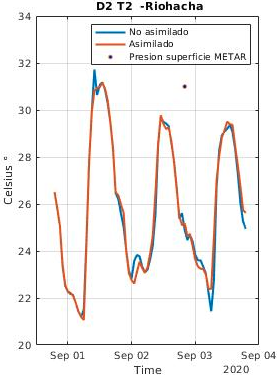 D2 T2 -Riohacha
No asimilado
Asimilado
Presion superficie METAR
34
32
30
28
26
24
22
20
Celsius °
Sep 01
Sep 02
Sep 03
Sep 04
Time
2020